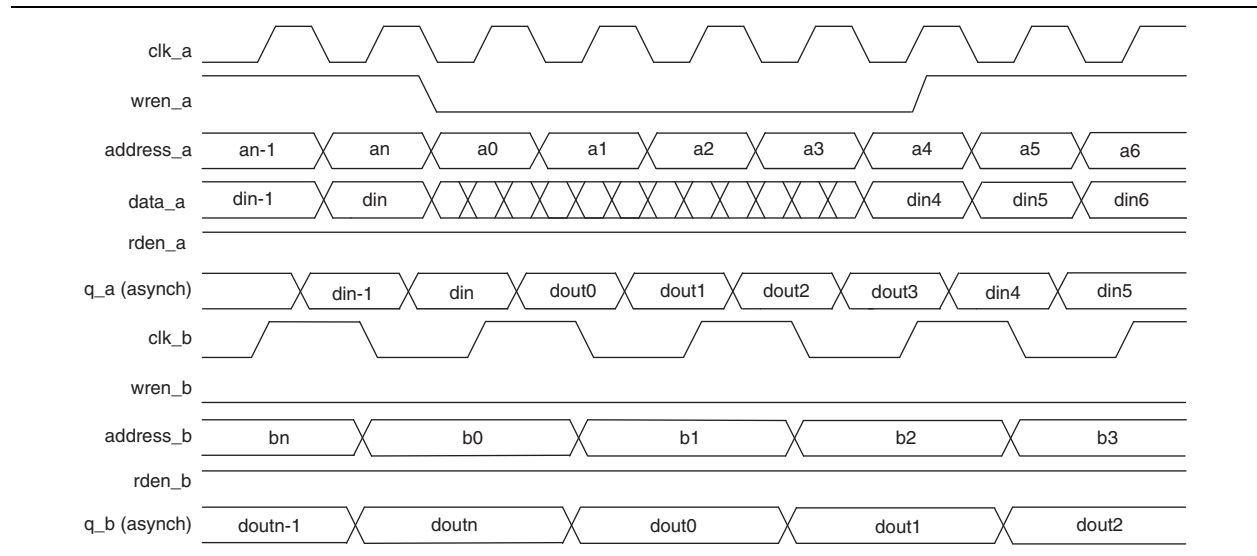 clk_a
wren_a
address_a an-1 an a0 a1 a2 a3 a4 a5 a6
data_a din-1 din din4 din5 din6
rden_a
q_a (asynch) din-1 din dout0 dout1 dout2 dout3 din4 din5
clk_b
wren_b
address_b bn b0 b1 b2 b3
rden_b
q_b (asynch) doutn-1 doutn dout0 dout1 dout2